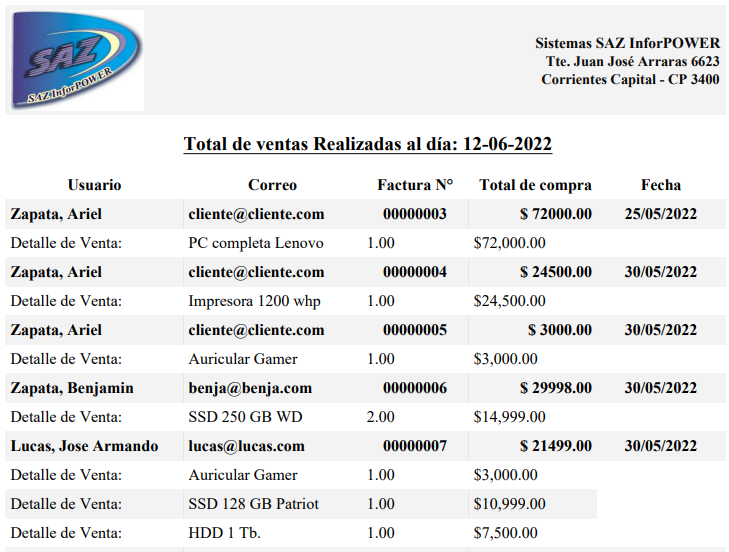 SAZ
SAZ InforPOWER
Sistemas SAZ InforPOWER
Tte. Juan José Arraras 6623
Corrientes Capital - CP 3400
Total de ventas Realizadas al día: 12-06-2022
Usuario Correo Factura N° Total de compra Fecha
Zapata, Ariel cliente@cliente.com 00000003 $ 72000.00 25/05/2022
Detalle de Venta: PC completa Lenovo 1.00 $72,000.00
Zapata, Ariel cliente@cliente.com 00000004 $ 24500.00 30/05/2022
Detalle de Venta: Impresora 1200 whp 1.00 $24,500.00
Zapata, Ariel cliente@cliente.com 00000005 $ 3000.00 30/05/2022
Detalle de Venta: Auricular Gamer 1.00 $3,000.00
Zapata, Benjamin benja@benja.com 00000006 $ 29998.00 30/05/2022
Detalle de Venta: SSD 250 GB WD 2.00 $14,999.00
Lucas, Jose Armando lucas@lucas.com 00000007 $ 21499.00 30/05/2022
Detalle de Venta: Auricular Gamer 1.00 $3,000.00
Detalle de Venta: SSD 128 GB Patriot 1.00 $10,999.00
Detalle de Venta: HDD 1 Tb. 1.00 $7,500.00